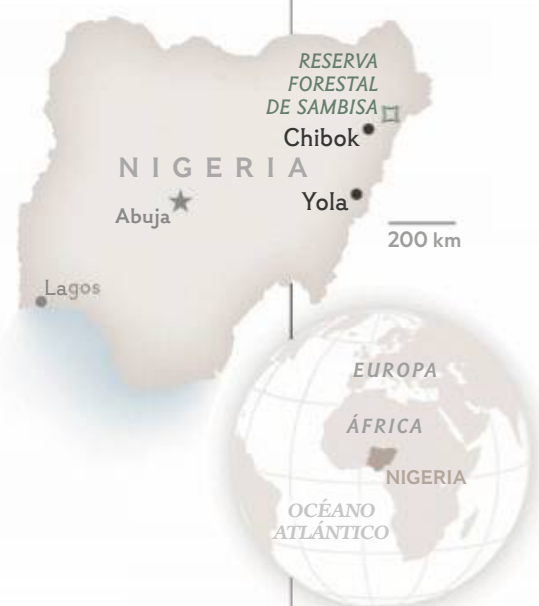 RESERVA
FORESTAL
DE SAMBISA
Chibok
NIGERIA
Yola
Abuja
200 km
Lagos
EUROPA
ÁFRICA
NIGERIA
OCÉANO
ATLÁNTICO